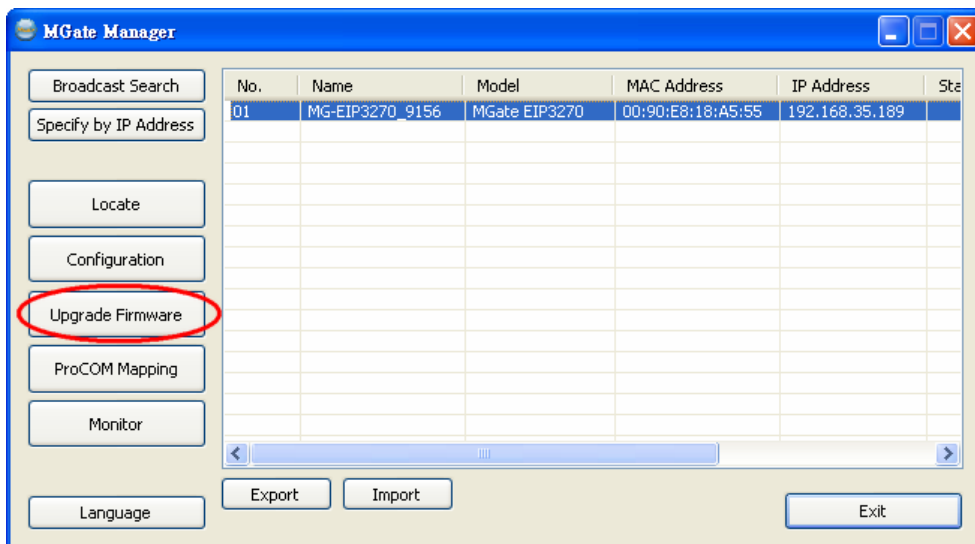 MGate Manager
Broadcast Search
Specify by IP Address
Locate
Configuration
Upgrade Firmware
ProCOM Mapping
Monitor
Language
No. Name Model MAC Address IP Address Sta
01 MG-EIP3270_9156 MGate EIP3270 00:90:E8:18:A5:55 192.168.35.189
Export Import
Exit